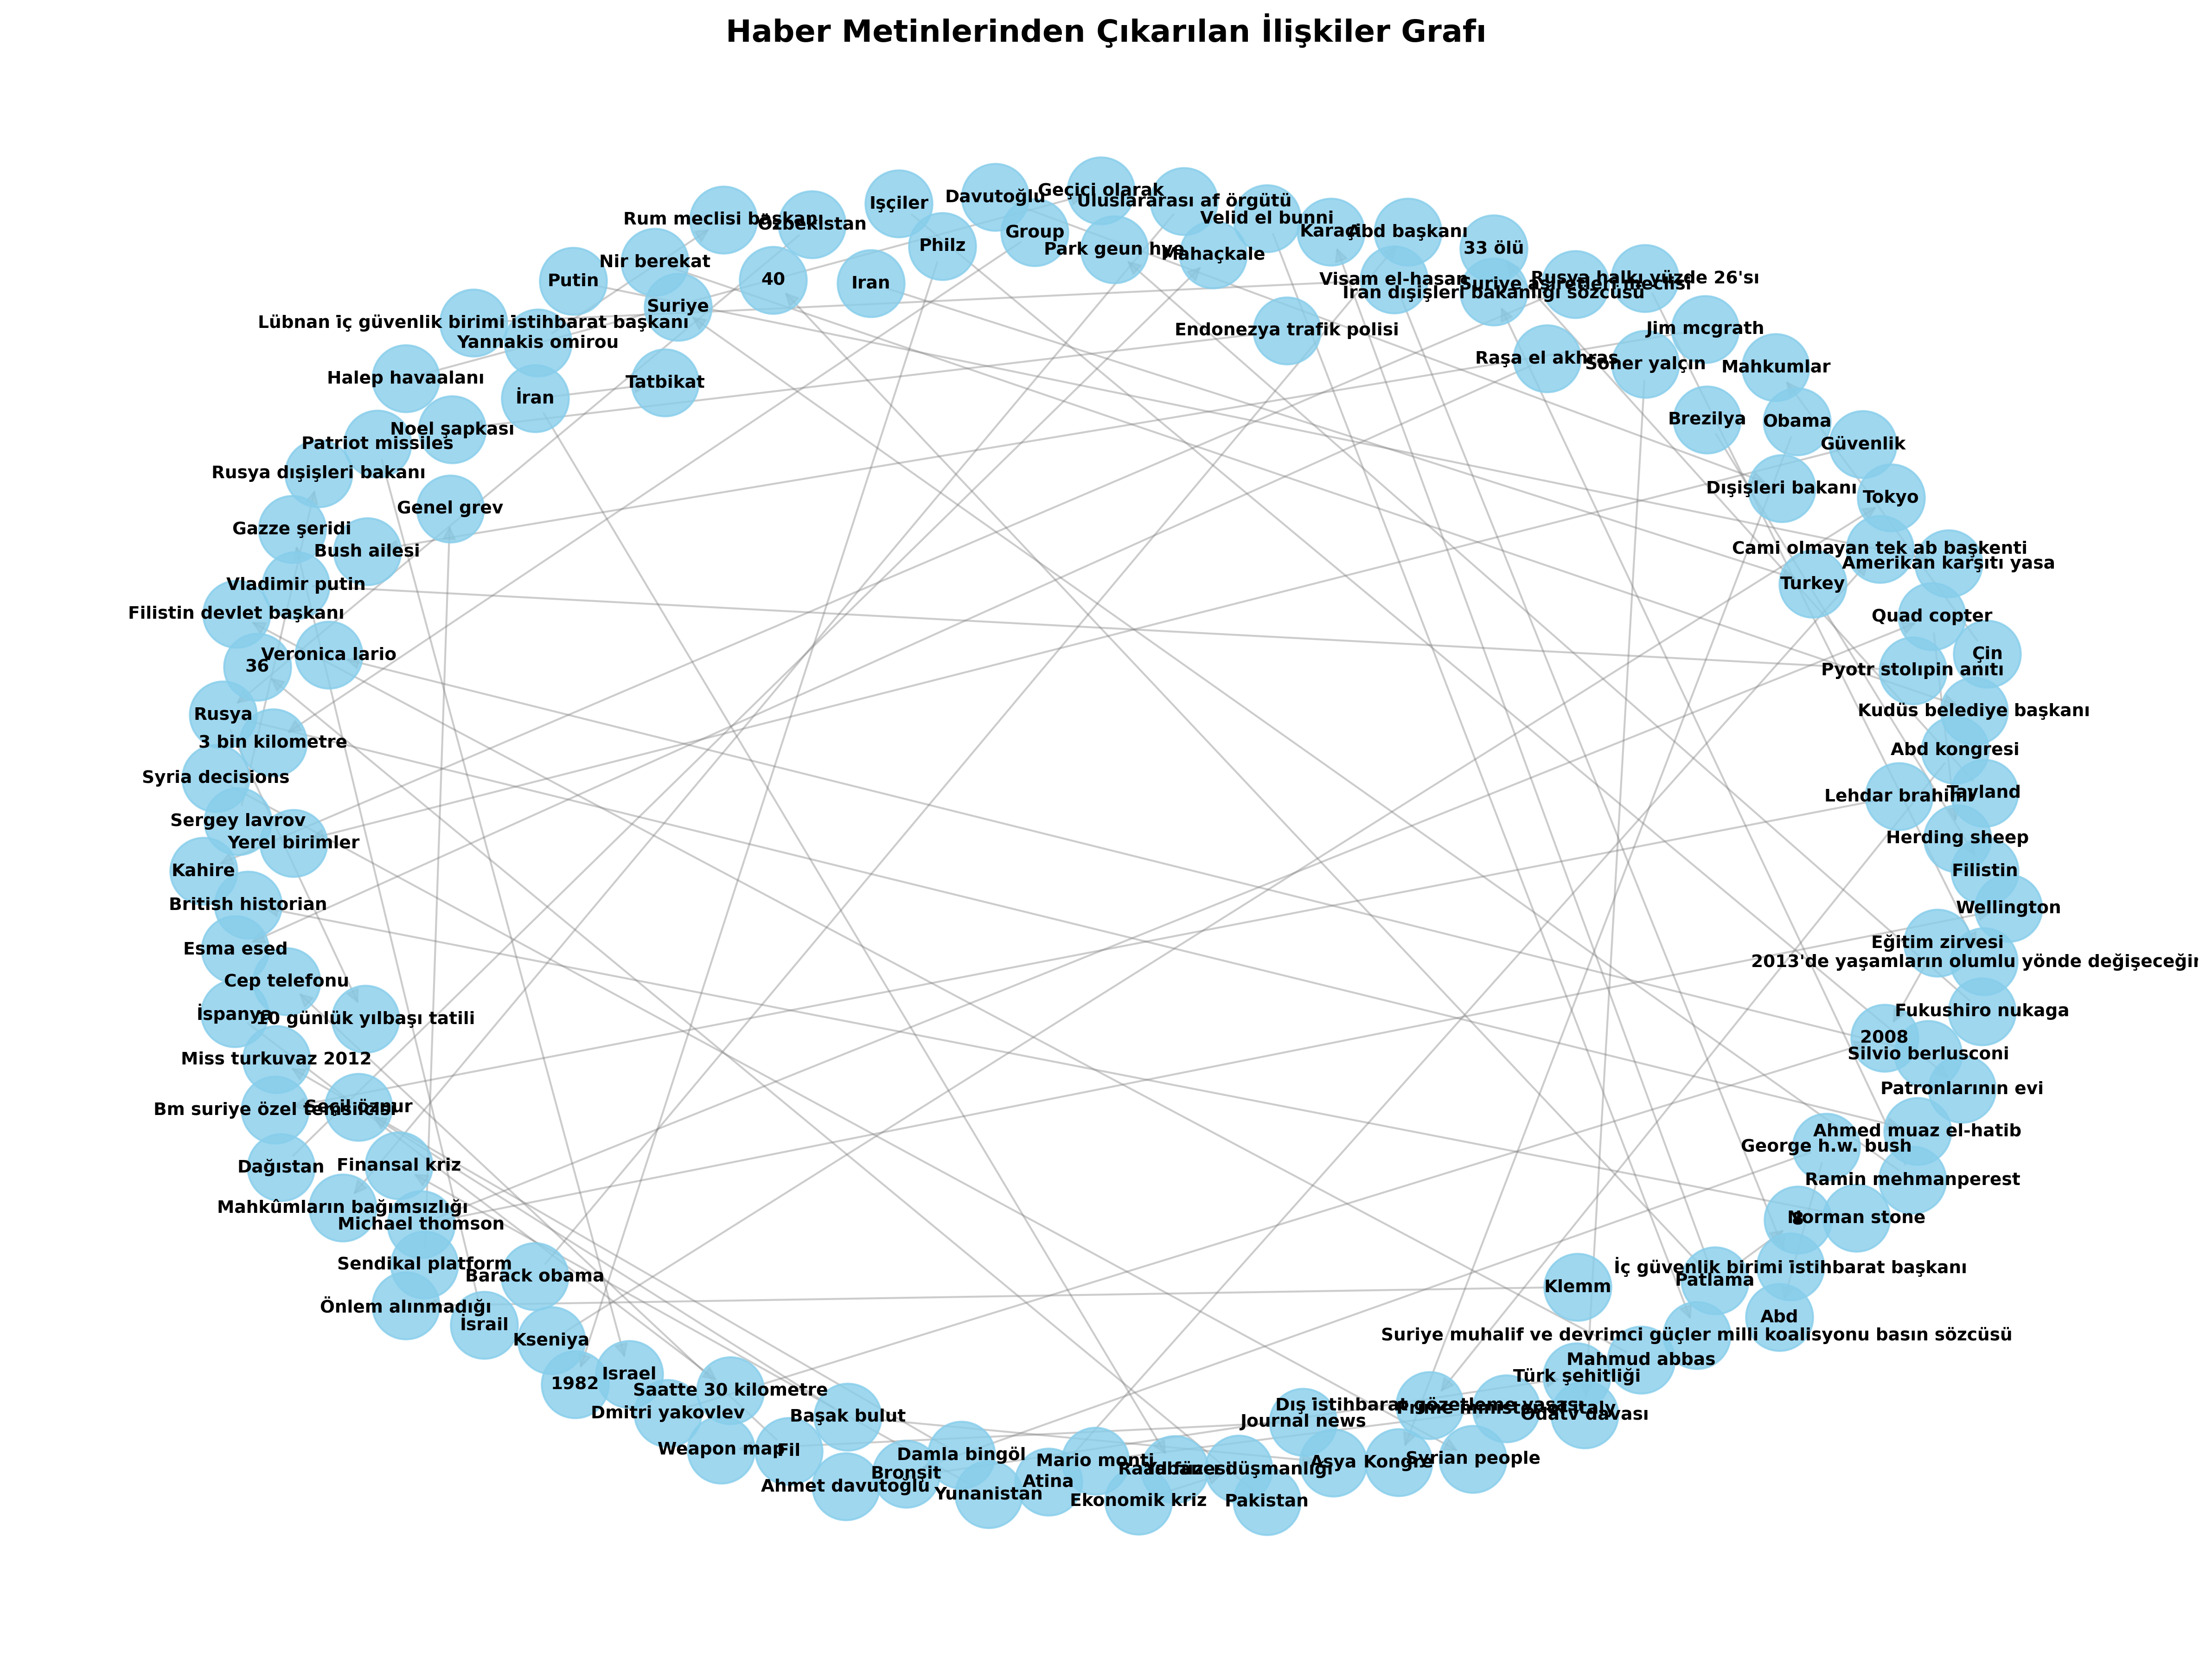 Haber Metinlerinden Çıkarılan İlişkiler Grafı
Geçici olarak
Davutoğlu
Uluslararası af örgütü
Işçiler
Velid el bunni
Rum meclisi başkanı
Özbekistan
Karaçi
Abd başkanı
Group
Philz
Park geun hye
Mahaçkale
33 ölü
Nir berekat
Putin
40
Iran
Visam el-hasan
Rusya halkı yüzde 26'sı
Suriye aşiretleri meclisi
İran dışişleri bakanlığı sözcüsü
Suriye
Lübnan i̇ç güvenlik birimi i̇stihbarat başkanı
Endonezya trafik polisi
Jim mcgrath
Yannakis omirou
Raşa el akhras
Soner yalçın
Mahkumlar
Halep havaalanı
Tatbikat
İran
Brezilya
Obama
Noel şapkası
Patriot missiles
Güvenlik
Rusya dışişleri bakanı
Dışişleri bakanı
Tokyo
Genel grev
Gazze şeridi
Bush ailesi
Cami olmayan tek ab başkenti
Amerikan karşıtı yasa
Vladimir putin
Turkey
Filistin devlet başkanı
Quad copter
Veronica lario
Çin
36
Pyotr stolıpin anıtı
Rusya
Kudüs belediye başkanı
3 bin kilometre
Abd kongresi
Syria decisions
Lehdar brahimi
Tayland
Sergey lavrov
Herding sheep
Yerel birimler
Kahire
Filistin
British historian
Wellington
Esma esed
Eğitim zirvesi
2013'de yaşamların olumlu yönde değişeceğin
Cep telefonu
İspanya
10 günlük yılbaşı tatili
Fukushiro nukaga
2008
Silvio berlusconi
Miss turkuvaz 2012
Patronlarının evi
Seçil öznur
Bm suriye özel temsilcisi
Ahmed muaz el-hatib
George h.w. bush
Dağıstan
Finansal kriz
Ramin mehmanperest
Mahkûmların bağımsızlığı
8
Norman stone
Michael thomson
Sendikal platform
İç güvenlik birimi i̇stihbarat başkanı
Barack obama
Patlama
Klemm
Önlem alınmadığı
Abd
İsrail
Suriye muhalif ve devrimci güçler milli koalisyonu basın sözcüsü
Kseniya
Mahmud abbas
Israel
Türk şehitliği
1982
Saatte 30 kilometre
Dış i̇stihbarat gözetleme yasası
Prime minister of italy
Dmitri yakovlev
Odatv davası
Başak bulut
Journal news
Weapon map
Fil
Damla bingöl
Mario monti
Asya
Kongre
Syrian people
Raad füzesi
Yabancı düşmanlığı
Bronşit
Atina
Ahmet davutoğlu
Yunanistan
Ekonomik kriz
Pakistan